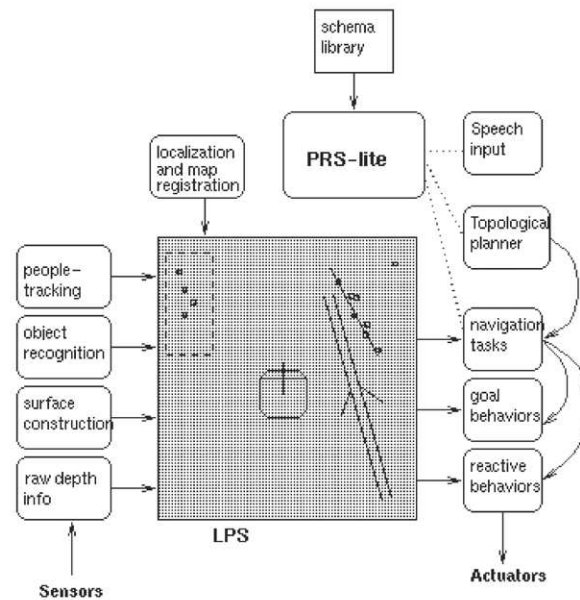 schema
library
PRS-lite
Speech
input
localization
and map
registration
Topological
planner
people-
tracking
object
recognition
surface
construction
raw depth
info
navigation
tasks
goal
behaviors
reactive
behaviors
LPS
Sensors
Actuators